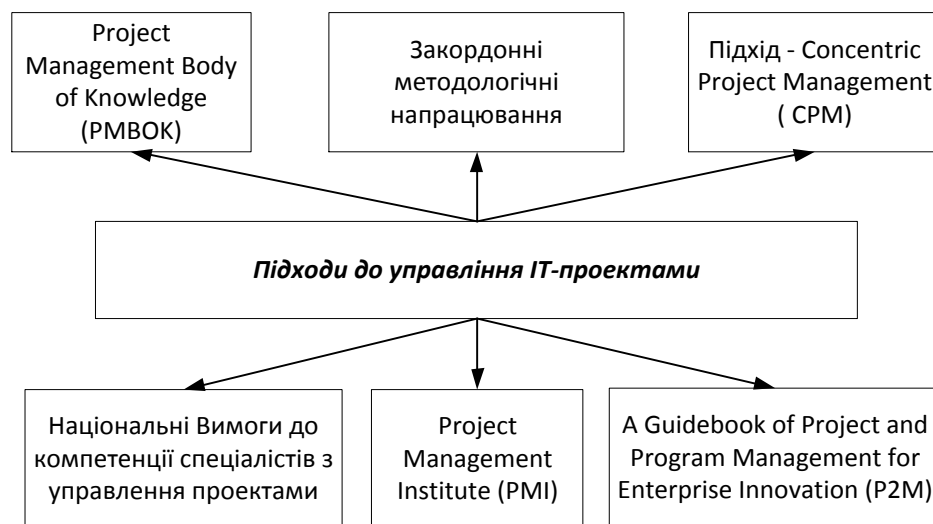 Project
Management Body
of Knowledge
(PMBOK)
Закордонні
методологічні
напрацювання
Підхід - Concentric
Project Management
( CPM)
Підходи до управління ІТ-проектами
Національні Вимоги до
компетенції спеціалістів з
управлення проектами
Project
Management
Institute (PMI)
A Guidebook of Project and
Program Management for
Enterprise Innovation (P2M)